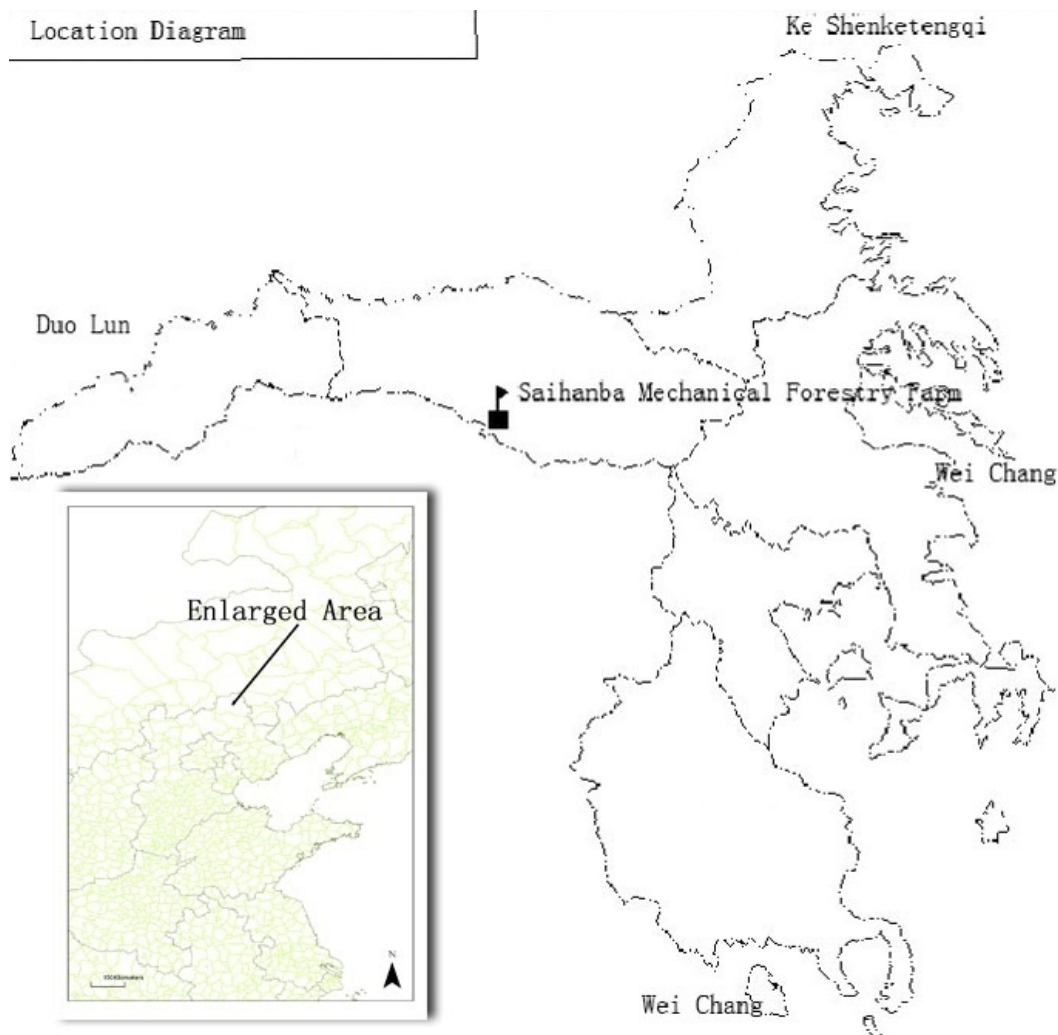 Location Diagram
Ke Shenketengqi
Duo Lun
Saihanba Mechanical Forestry Farm
Wei Chang
Enlarged Area
N
Wei Chang